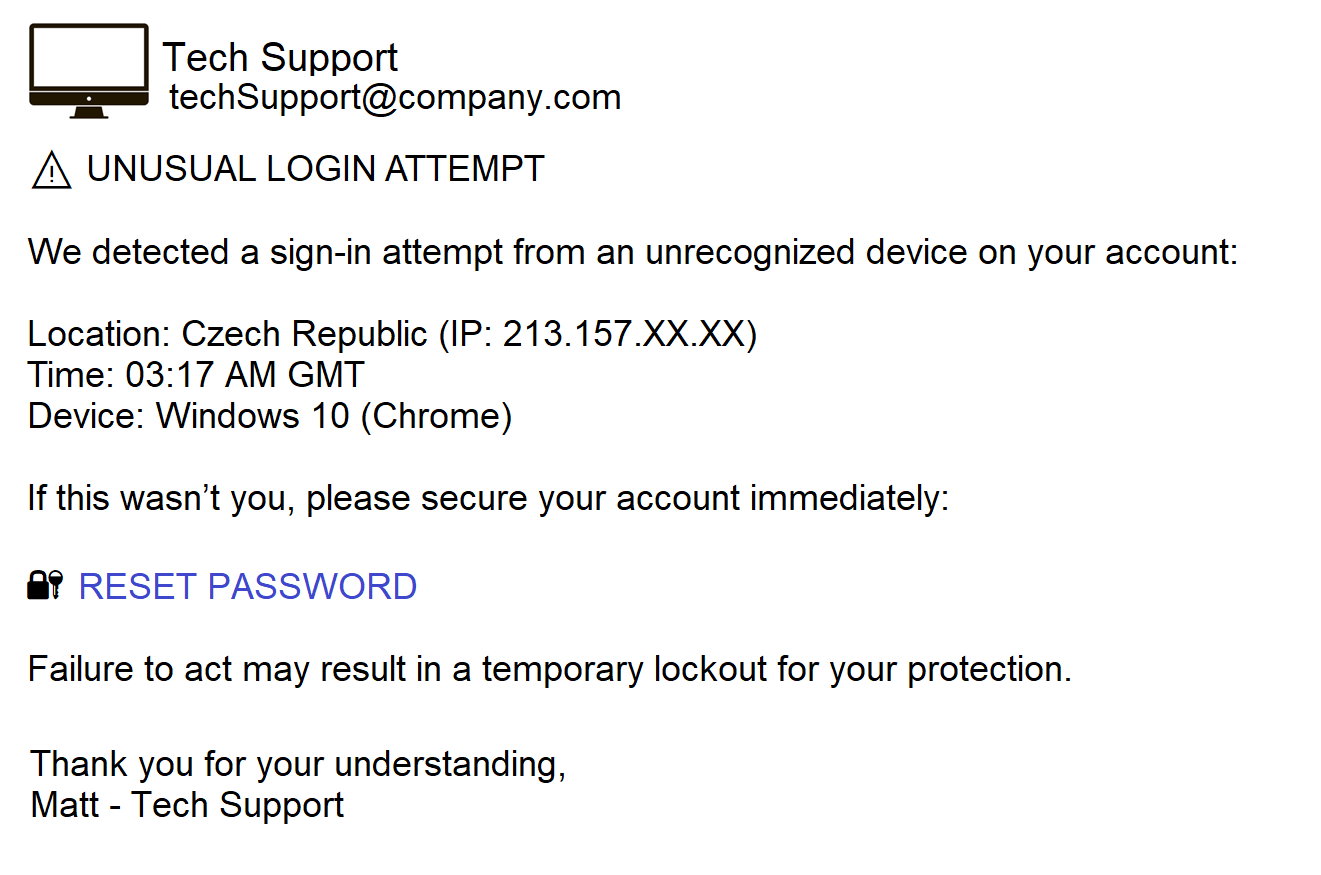 Tech Support
techSupport@company.com
⚠ UNUSUAL LOGIN ATTEMPT
We detected a sign-in attempt from an unrecognized device on your account:
Location: Czech Republic (IP: 213.157.XX.XX)
Time: 03:17 AM GMT
Device: Windows 10 (Chrome)
If this wasn’t you, please secure your account immediately:
🔐 RESET PASSWORD
Failure to act may result in a temporary lockout for your protection.
Thank you for your understanding,
Matt - Tech Support